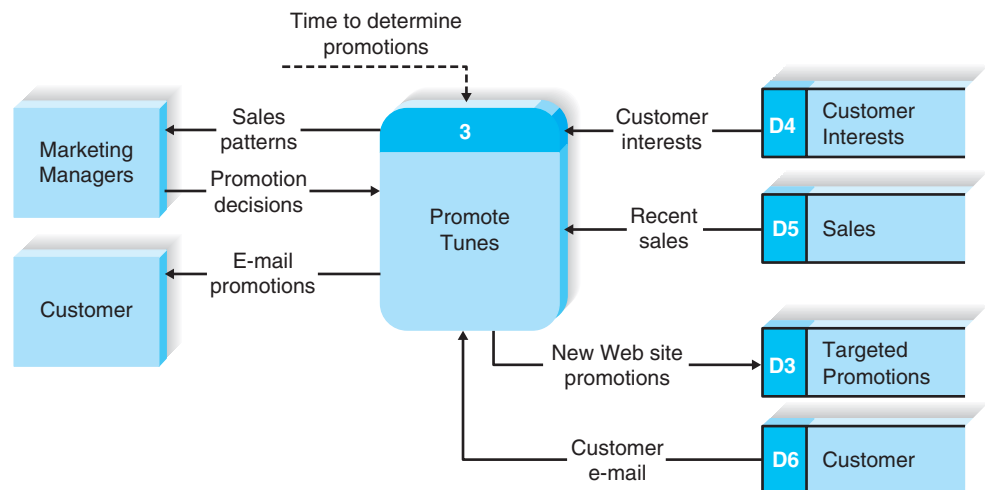 Time to determine
promotions
Marketing
Managers
Sales
patterns
Promotion
decisions
3
Promote
Tunes
Customer
interests
D4
Customer
Interests
Recent
sales
D5
Sales
Customer
E-mail
promotions
New Web site
promotions
D3
Targeted
Promotions
Customer
e-mail
D6
Customer